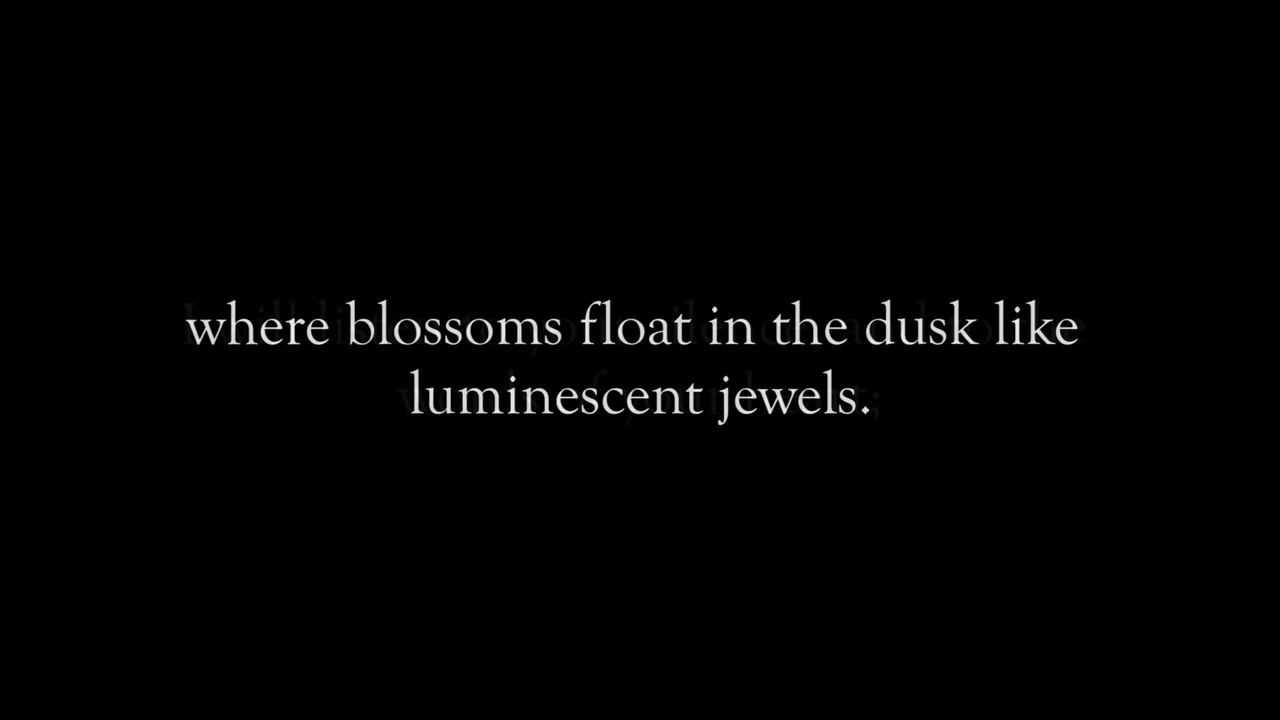 where blossoms float in the dusk like
luminescent jewels.